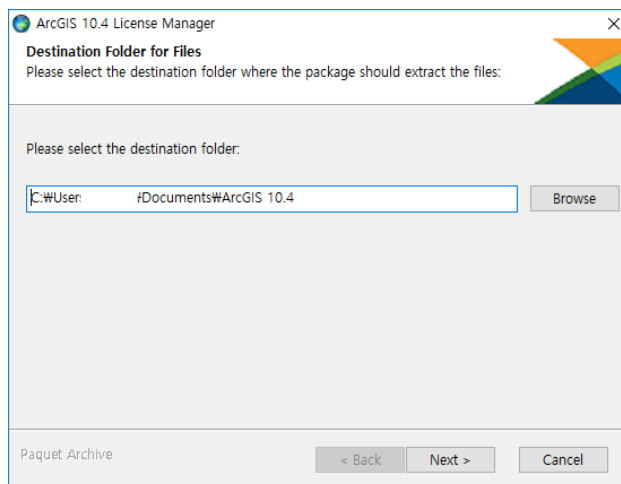 ArcGIS 10.4 License Manager
Destination Folder for Files
Please select the destination folder where the package should extract the files:
Please select the destination folder:
C:₩User
₩Documents₩ArcGIS 10.4
Browse
Paquet Archive
< Back
Next >
Cancel